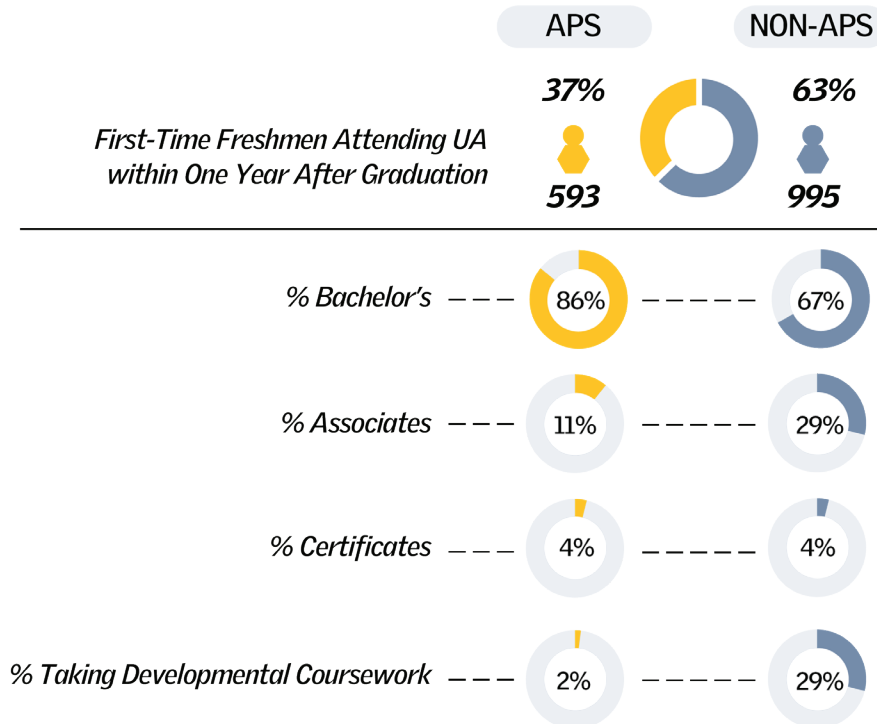 APS NON-APS
37% 63%
First-Time Freshmen Attending UA
within One Year After Graduation
593 995
% Bachelor's 86% 67%
% Associates 11% 29%
% Certificates 4% 4%
% Taking Developmental Coursework 2% 29%